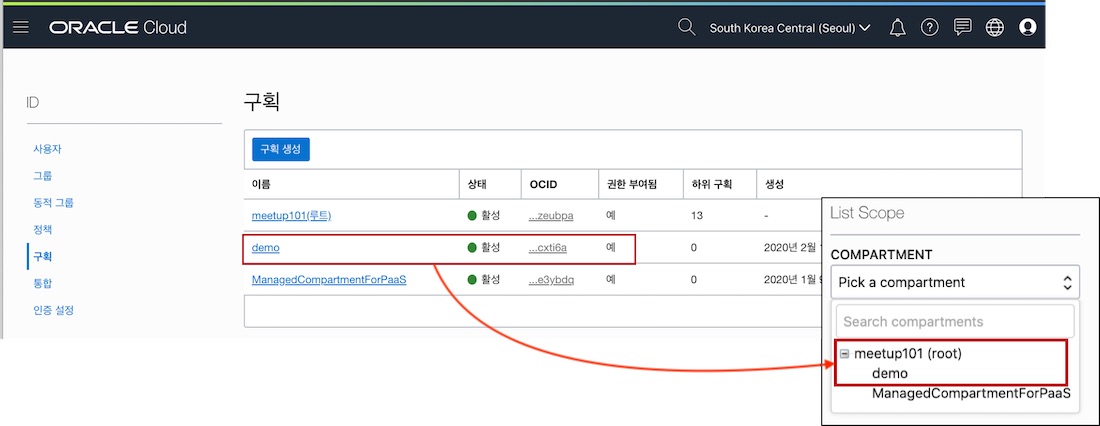 ORACLE Cloud
South Korea Central (Seoul)
ID
사용자
그룹
동적 그룹
정책
구획
통합
인증 설정
구획
구획 생성
이름 상태 OCID 권한 부여됨 하위 구획 생성
meetup101(루트) 활성 ...zeubpa 예 13 -
demo 활성 ...cxti6a 예 0 2020년 2월
ManagedCompartmentForPaaS 활성 ...e3ybdq 예 0 2020년 1월
List Scope
COMPARTMENT
Pick a compartment
Search compartments
meetup101 (root)
demo
ManagedCompartmentForPaaS